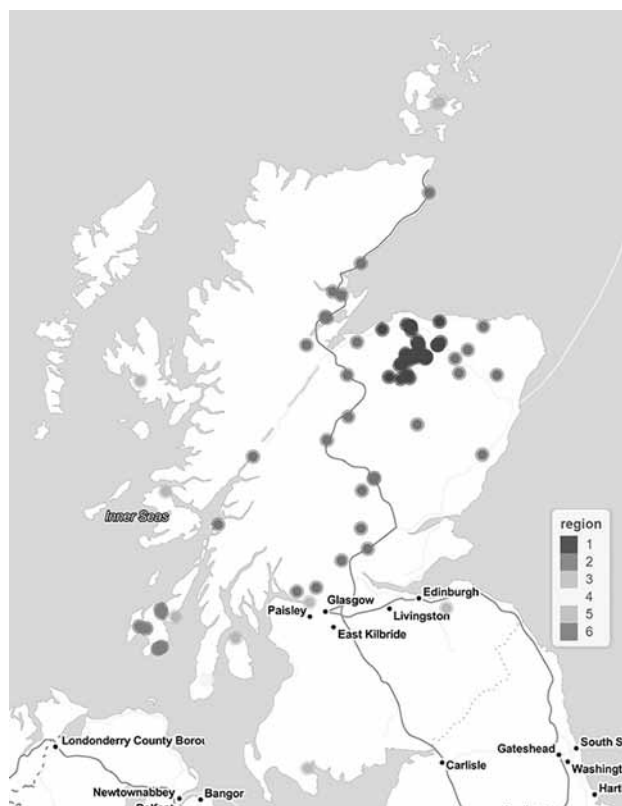 Inner Seas
region
1
2
3
4
5
6
Edinburgh
Glasgow
Paisley
Livingston
East Kilbride
Londonderry County Borou
South S
Gateshead
Washingt
Carlisle
Newtownabbey
Bangor
Hart